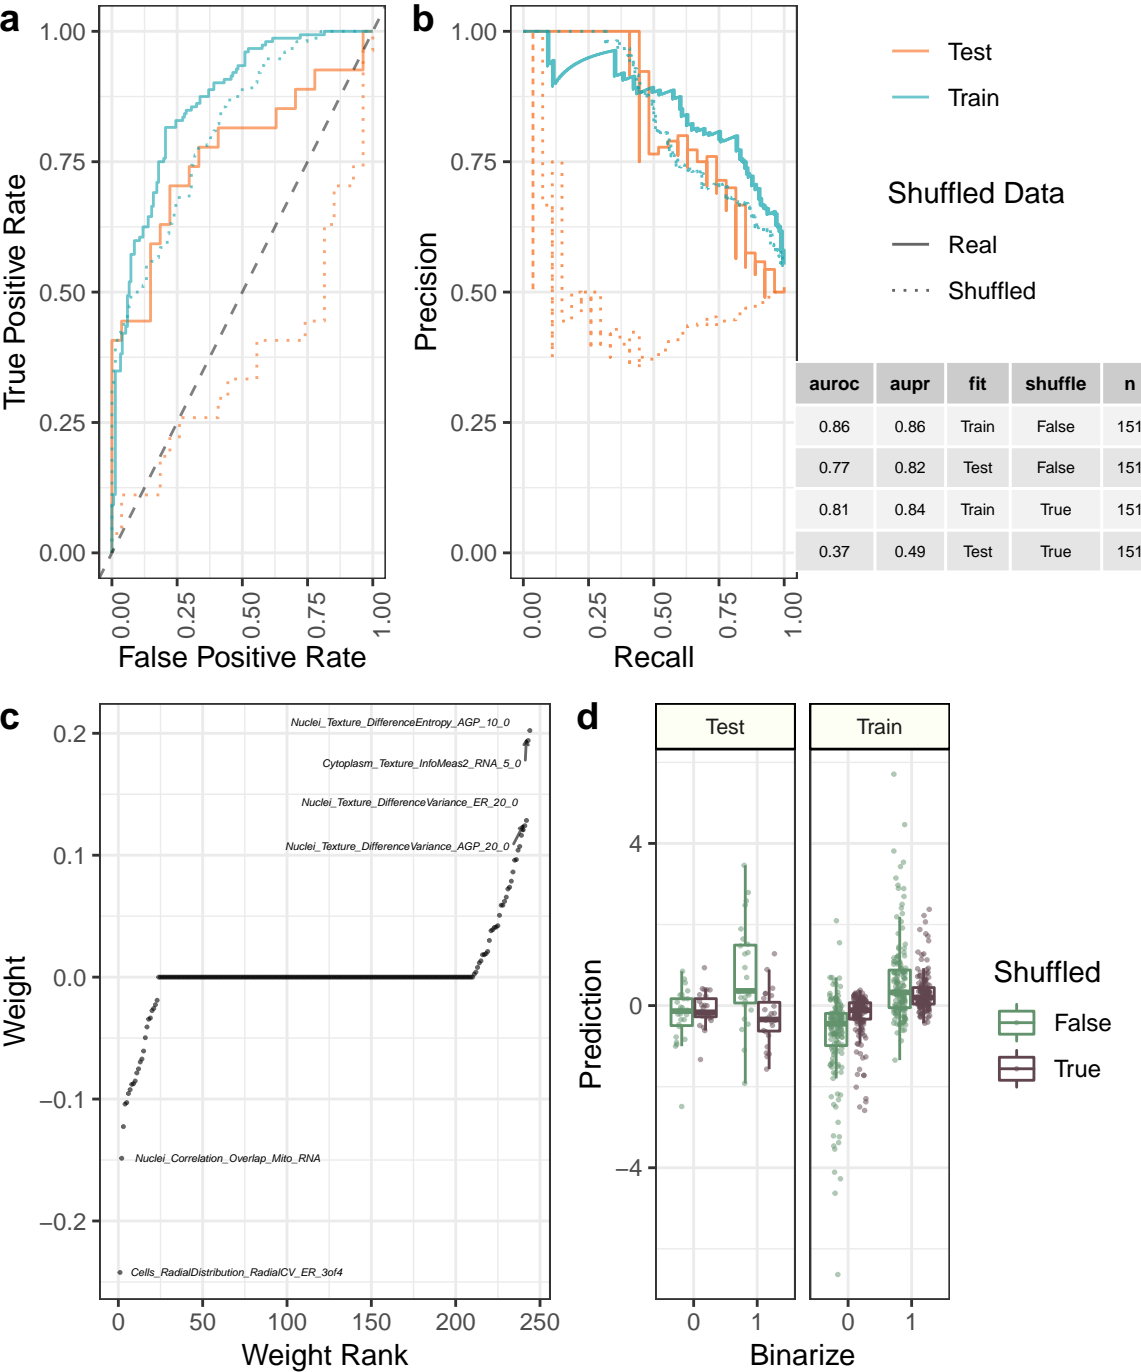 a
1.00
0.75
0.50
0.25
0.00
True Positive Rate
0.00
0.25
0.50
0.75
1.00
False Positive Rate
b
1.00
0.75
0.50
0.25
0.00
Precision
0.00
0.25
0.50
0.75
1.00
Recall
Test
Train
Shuffled Data
Real
Shuffled
auroc aupr fit shuffle n
0.86 0.86 Train False 151
0.77 0.82 Test False 151
0.81 0.84 Train True 151
0.37 0.49 Test True 151
c
0.2
0.1
0.0
−0.1
−0.2
Weight
Nuclei_Texture_DifferenceEntropy_AGP_10_0
Cytoplasm_Texture_InfoMeas2_RNA_5_0
Nuclei_Texture_DifferenceVariance_ER_20_0
Nuclei_Texture_DifferenceVariance_AGP_20_0
Nuclei_Correlation_Overlap_Mito_RNA
Cells_RadialDistribution_RadialCV_ER_3of4
0 50 100 150 200 250
Weight Rank
d
Test Train
4
0
−4
Prediction
0 1 0 1
Binarize
Shuffled
False
True